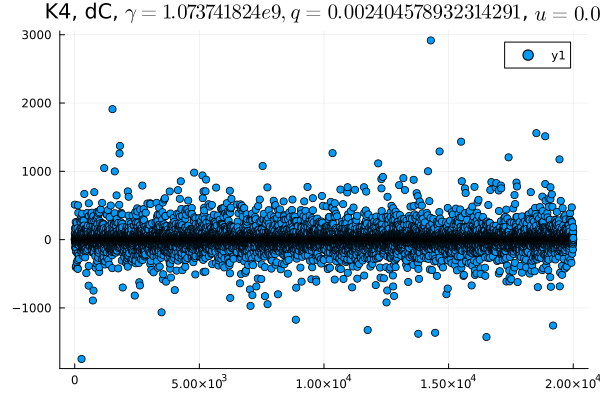 K4, dC, γ = 1.073741824e9, q = 0.002404578932314291, u = 0.0
3000
y1
2000
1000
0
−1000
0 5.00×10³ 1.00×10⁴ 1.50×10⁴ 2.00×10⁴